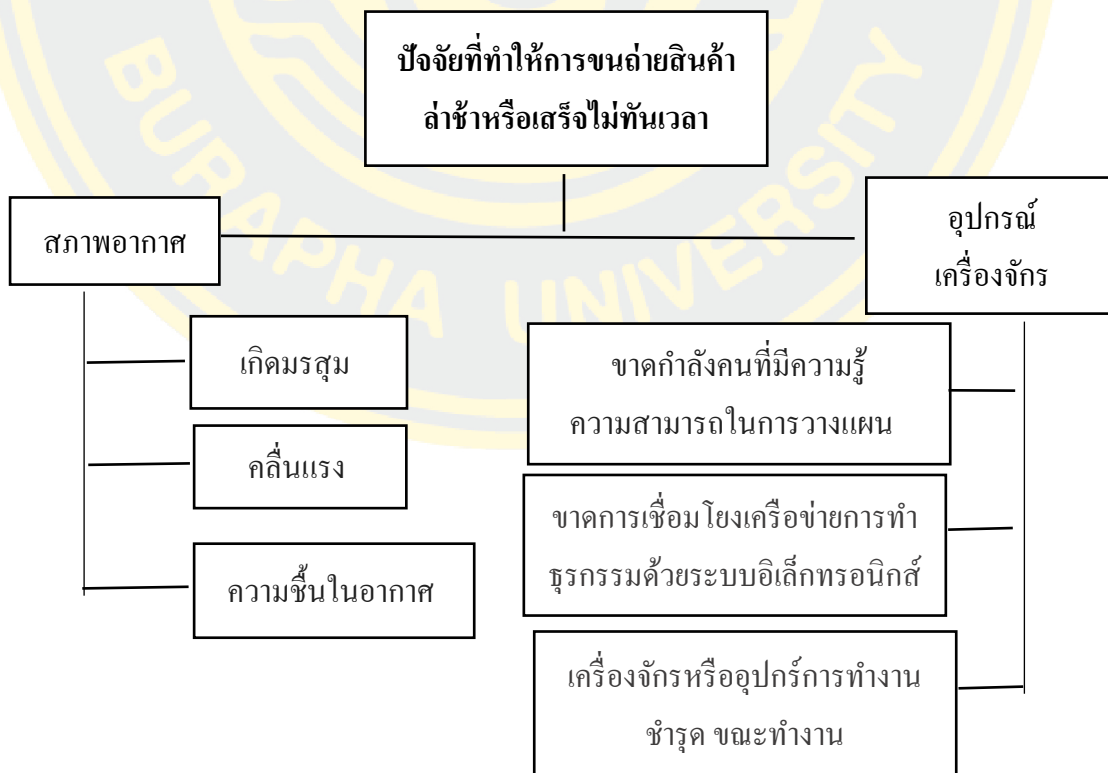 ปัจจัยที่ทำให้การขนถ่ายสินค้า
ล่าช้าหรือเสร็จไม่ทันเวลา
สภาพอากาศ
อุปกรณ์
เครื่องจักร
เกิดมรสุม
คลื่นแรง
ความชื้นในอากาศ
ขาดกำลังคนที่มีความรู้
ความสามารถในการวางแผน
ขาดการเชื่อมโยงเครือข่ายการทำ
ธุรกรรมด้วยระบบอิเล็กทรอนิกส์
เครื่องจักรหรืออุปกร์การทำงาน
ชำรุด ขณะทำงาน
BURAPHA UNIVERSITY